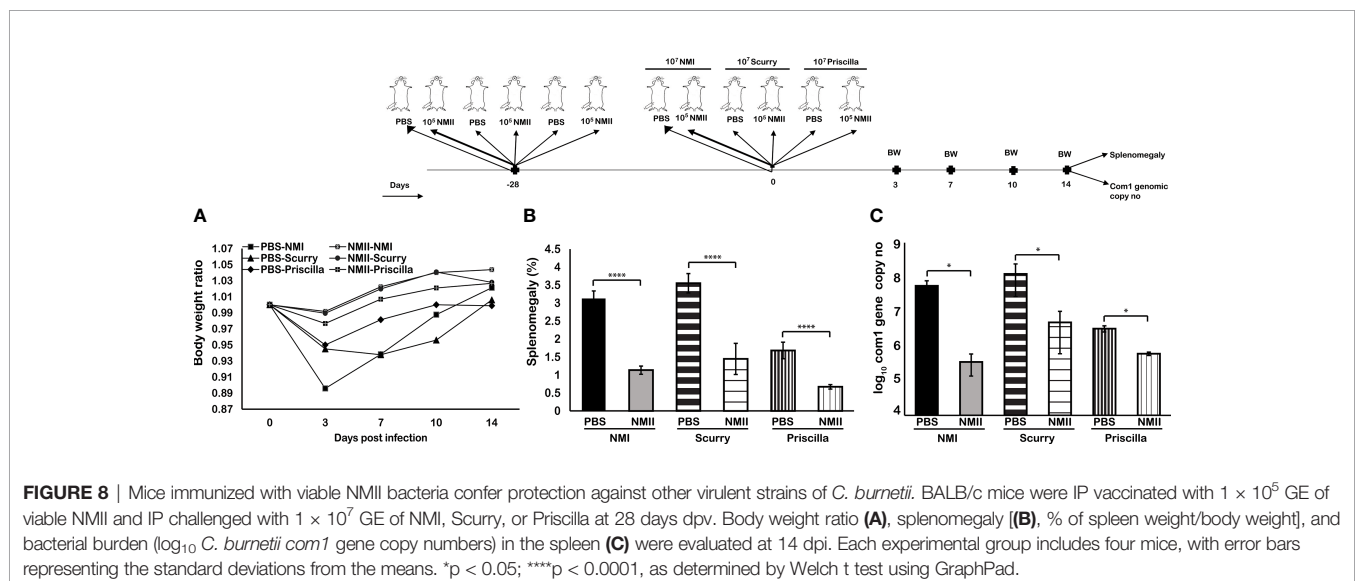 10⁷ NMI 10⁷ Scurry 10⁷ Priscilla
PBS 10⁵ NMII PBS 10⁵ NMII PBS 10⁵ NMII PBS 10⁵ NMII PBS 10⁵ NMII PBS 10⁵ NMII
BW BW BW BW Splenomegaly
Days -28 0 3 7 10 14
Com1 genomic
copy no
A
PBS-NMI NMII-NMI
PBS-Scurry NMII-Scurry
PBS-Priscilla NMII-Priscilla
Body weight ratio
1.07
1.05
1.03
1.01
0.99
0.97
0.95
0.93
0.91
0.89
0.87
0 3 7 10 14
Days post infection
B
Splenomegaly (%)
4.5
4
3.5
3
2.5
2
1.5
1
0.5
0
**** **** ****
PBS NMII PBS NMII PBS NMII
NMI Scurry Priscilla
C
log₁₀ com1 gene copy no
9
8
7
6
5
4
* * *
PBS NMII PBS NMII PBS NMII
NMI Scurry Priscilla
FIGURE 8 | Mice immunized with viable NMII bacteria confer protection against other virulent strains of C. burnetii. BALB/c mice were IP vaccinated with 1 × 10⁵ GE of
viable NMII and IP challenged with 1 × 10⁷ GE of NMI, Scurry, or Priscilla at 28 days dpv. Body weight ratio (A), splenomegaly [(B), % of spleen weight/body weight], and
bacterial burden (log₁₀ C. burnetii com1 gene copy numbers) in the spleen (C) were evaluated at 14 dpi. Each experimental group includes four mice, with error bars
representing the standard deviations from the means. *p < 0.05; ****p < 0.0001, as determined by Welch t test using GraphPad.